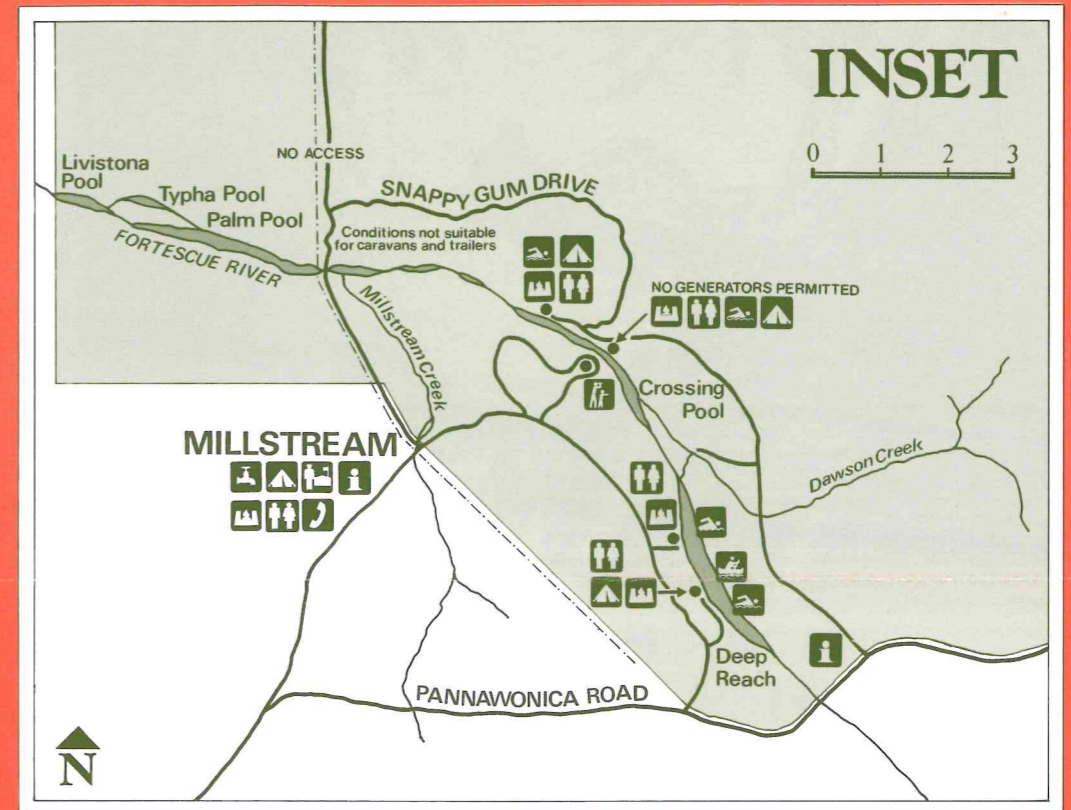 INSET
0 1 2 3
NO ACCESS
Livistona
Pool
Typha Pool
Palm Pool
FORTESCUE RIVER
SNAPPY GUM DRIVE
Conditions not suitable
for caravans and trailers
NO GENERATORS PERMITTED
Millstream Creek
Crossing
Pool
MILLSTREAM
Dawson Creek
Deep
Reach
PANNAWONICA ROAD
N